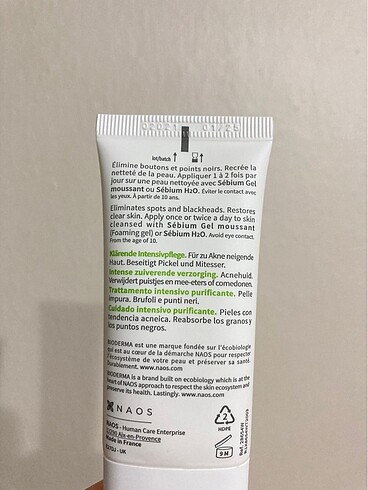 01/25
lot/batch
Élimine boutons et points noirs. Recrée la
netteté de la peau. Appliquer 1 à 2 fois par
jour sur une peau nettoyée avec Sébium Gel
moussant ou Sébium H2O. Éviter le contact avec
les yeux. À partir de 10 ans.
Eliminates spots and blackheads. Restores
clear skin. Apply once or twice a day to skin
cleansed with Sébium Gel moussant
(Foaming gel) or Sébium H2O. Avoid eye contact.
From the age of 10.
Klärende Intensivpflege. Für zu Akne neigende
Haut. Beseitigt Pickel und Mitesser.
Intense zuiverende verzorging. Acnehuid.
Verwijdert puistjes en mee-eters of comedonen.
Trattamento intensivo purificante. Pelle
impura. Brufoli e punti neri.
Cuidado intensivo purificante. Pieles con
tendencia acneica. Reabsorbe los granos y
los puntos negros.
BIODERMA est une marque fondée sur l'écobiologie
qui est au cœur de la démarche NAOS pour respecter
l'écosystème de votre peau et préserver sa santé.
Durablement. www.naos.com
BIODERMA is a brand built on ecobiology which is at the
heart of NAOS approach to respect the skin ecosystem and
preserve its health. Lastingly. www.naos.com
NAOS
NAOS - Human Care Enterprise
13290 Aix-en-Provence
Made in France
2
HDPE
9 M
Ref. 28654W